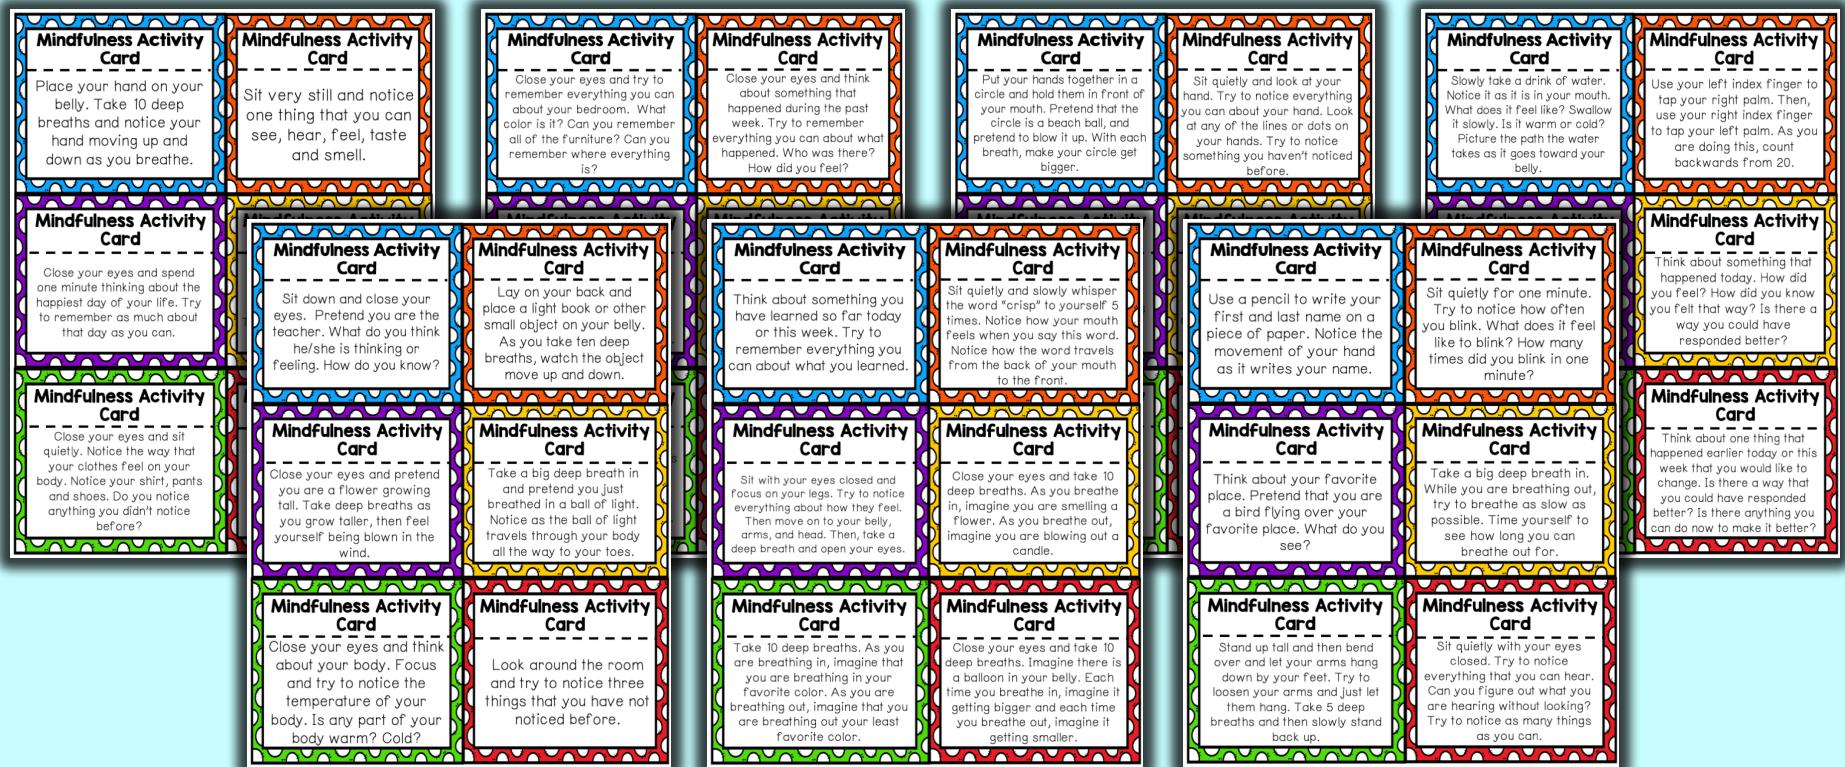 Mindfulness Activity
Card
Place your hand on your
belly. Take 10 deep
breaths and notice your
hand moving up and
down as you breathe.
Mindfulness Activity
Card
Sit very still and notice
one thing that you can
see, hear, feel, taste
and smell.
Mindfulness Activity
Card
Close your eyes and spend
one minute thinking about the
happiest day of your life. Try
to remember as much about
that day as you can.
Mindfulness Activity
Card
Close your eyes and sit
quietly. Notice the way that
your clothes feel on your
body. Notice your shirt, pants
and shoes. Do you notice
anything you didn't notice
before?
Mindfulness Activity
Card
Close your eyes and try to
remember everything you can
about your bedroom. What
color is it? Can you remember
all of the furniture? Can you
remember where everything
is?
Mindfulness Activity
Card
Close your eyes and think
about something that
happened during the past
week. Try to remember
everything you can about what
happened. Who was there?
How did you feel?
Mindfulness Activity
Card
Put your hands together in a
circle and hold them in front of
your mouth. Pretend that the
circle is a beach ball, and
pretend to blow it up. With each
breath, make your circle get
bigger.
Mindfulness Activity
Card
Sit quietly and look at your
hand. Try to notice everything
you can about your hand. Look
at any of the lines or dots on
your hands. Try to notice
something you haven't noticed
before.
Mindfulness Activity
Card
Slowly take a drink of water.
Notice it as it is in your mouth.
What does it feel like? Swallow
it slowly. Is it warm or cold?
Picture the path the water
takes as it goes toward your
belly.
Mindfulness Activity
Card
Use your left index finger to
tap your right palm. Then,
use your right index finger
to tap your left palm. As you
are doing this, count
backwards from 20.
Mindfulness Activity
Card
Think about something that
happened today. How did
you feel? How did you know
you felt that way? Is there a
way you could have
responded better?
Mindfulness Activity
Card
Think about one thing that
happened earlier today or this
week that you would like to
change. Is there a way that
you could have responded
better? Is there anything you
can do now to make it better?
Mindfulness Activity
Card
Sit down and close your
eyes. Pretend you are the
teacher. What do you think
he/she is thinking or
feeling. How do you know?
Mindfulness Activity
Card
Lay on your back and
place a light book or other
small object on your belly.
As you take ten deep
breaths, watch the object
move up and down.
Mindfulness Activity
Card
Close your eyes and pretend
you are a flower growing
tall. Take deep breaths as
you grow taller, then feel
yourself being blown in the
wind.
Mindfulness Activity
Card
Take a big deep breath in
and pretend you just
breathed in a ball of light.
Notice as the ball of light
travels through your body
all the way to your toes.
Mindfulness Activity
Card
Close your eyes and think
about your body. Focus
and try to notice the
temperature of your
body. Is any part of your
body warm? Cold?
Mindfulness Activity
Card
Look around the room
and try to notice three
things that you have not
noticed before.
Mindfulness Activity
Card
Think about something you
have learned so far today
or this week. Try to
remember everything you
can about what you learned.
Mindfulness Activity
Card
Sit quietly and slowly whisper
the word "crisp" to yourself 5
times. Notice how your mouth
feels when you say this word.
Notice how the word travels
from the back of your mouth
to the front.
Mindfulness Activity
Card
Sit with your eyes closed and
focus on your legs. Try to notice
everything about how they feel.
Then move on to your belly,
arms, and head. Then, take a
deep breath and open your eyes.
Mindfulness Activity
Card
Close your eyes and take 10
deep breaths. As you breathe
in, imagine you are smelling a
flower. As you breathe out,
imagine you are blowing out a
candle.
Mindfulness Activity
Card
Take 10 deep breaths. As you
are breathing in, imagine that
you are breathing in your
favorite color. As you are
breathing out, imagine that you
are breathing out your least
favorite color.
Mindfulness Activity
Card
Close your eyes and take 10
deep breaths. Imagine there is
a balloon in your belly. Each
time you breathe in, imagine it
getting bigger and each time
you breathe out, imagine it
getting smaller.
Mindfulness Activity
Card
Use a pencil to write your
first and last name on a
piece of paper. Notice the
movement of your hand
as it writes your name.
Mindfulness Activity
Card
Sit quietly for one minute.
Try to notice how often
you blink. What does it feel
like to blink? How many
times did you blink in one
minute?
Mindfulness Activity
Card
Think about your favorite
place. Pretend that you are
a bird flying over your
favorite place. What do you
see?
Mindfulness Activity
Card
Take a big deep breath in.
While you are breathing out,
try to breathe as slow as
possible. Time yourself to
see how long you can
breathe out for.
Mindfulness Activity
Card
Stand up tall and then bend
over and let your arms hang
down by your feet. Try to
loosen your arms and just let
them hang. Take 5 deep
breaths and then slowly stand
back up.
Mindfulness Activity
Card
Sit quietly with your eyes
closed. Try to notice
everything that you can hear.
Can you figure out what you
are hearing without looking?
Try to notice as many things
as you can.